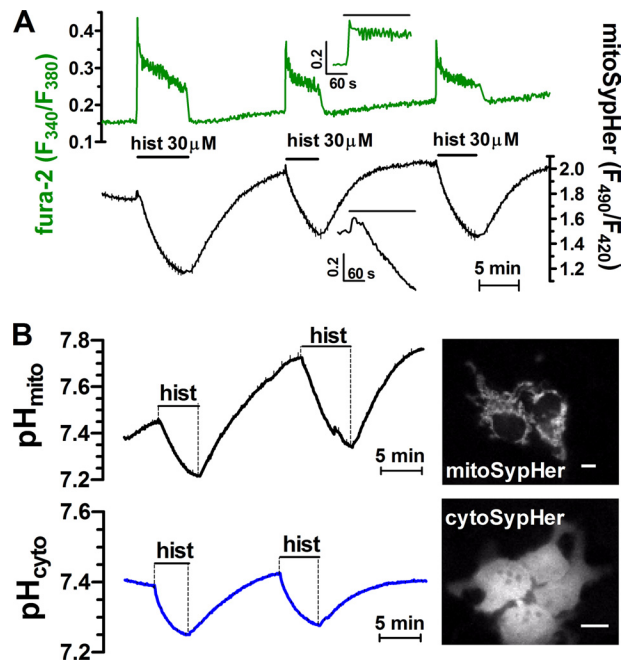 A
fura-2 (F340/F380)
0.4
0.3
0.2
0.1
0.2
60 s
hist 30μM hist 30μM hist 30μM
mitoSypHer (F490/F420)
2.0
1.8
1.6
1.4
1.2
0.2
60 s
5 min
B
pHmito
7.8
7.6
7.4
7.2
hist
hist
5 min
mitoSypHer
pHcyto
7.6
7.4
7.2
hist
hist
5 min
cytoSypHer